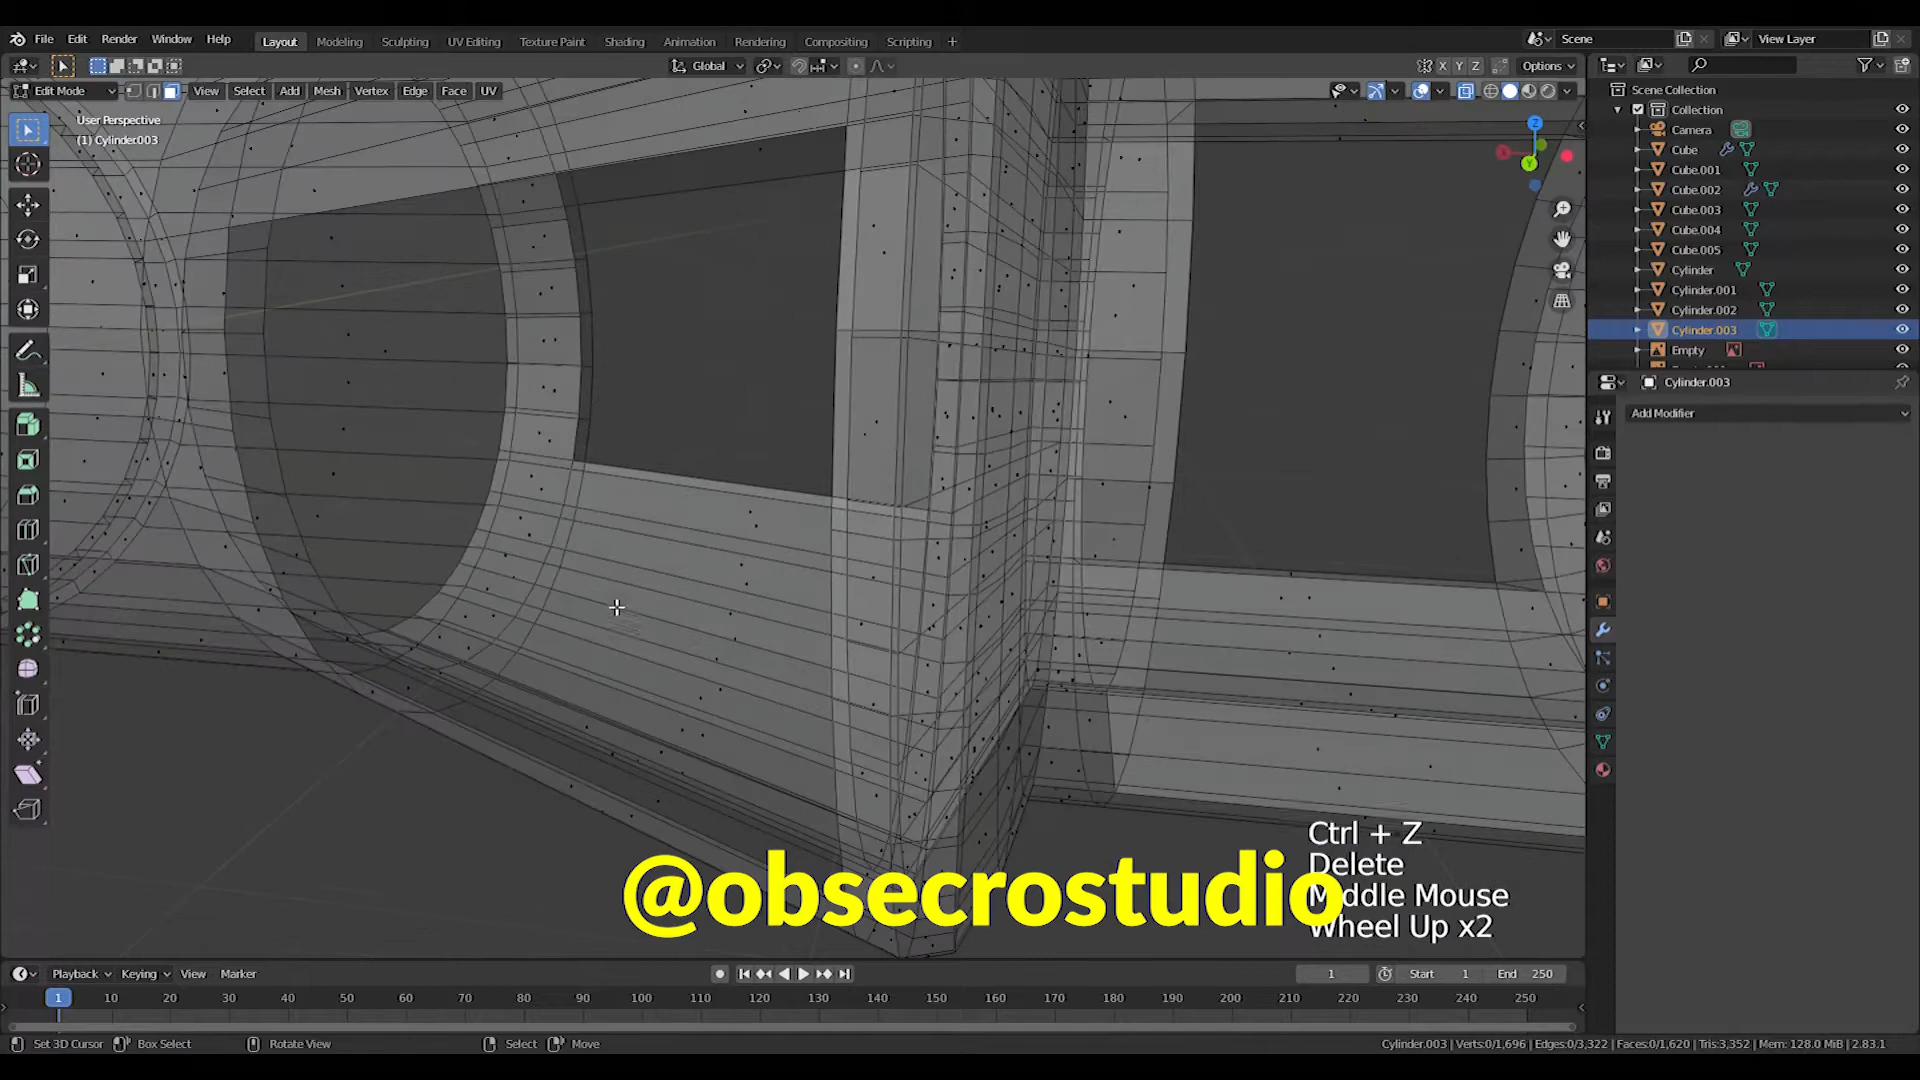 File Edit Render Window Help Layout Modeling Sculpting UV Editing Texture Paint Shading Animation Rendering Compositing Scripting + Scene View Layer
Global X Y Z Options
Edit Mode View Select Add Mesh Vertex Edge Face UV
User Perspective
(1) Cylinder.003
Z
Y
Scene Collection
Collection
Camera
Cube
Cube.001
Cube.002
Cube.003
Cube.004
Cube.005
Cylinder
Cylinder.001
Cylinder.002
Cylinder.003
Empty
Cylinder.003
Add Modifier
Ctrl + Z
Delete
Middle Mouse
Wheel Up x2
@obsecrostudio
Playback Keying View Marker 1 Start 1 End 250
1 10 20 30 40 50 60 70 80 90 100 110 120 130 140 150 160 170 180 190 200 210 220 230 240 250
Set 3D Cursor Box Select Rotate View Select Move Cylinder.003 | Verts:0/1,696 | Edges:0/3,322 | Faces:0/1,620 | Tris:3,352 | Mem: 128.0 MiB | 2.83.1